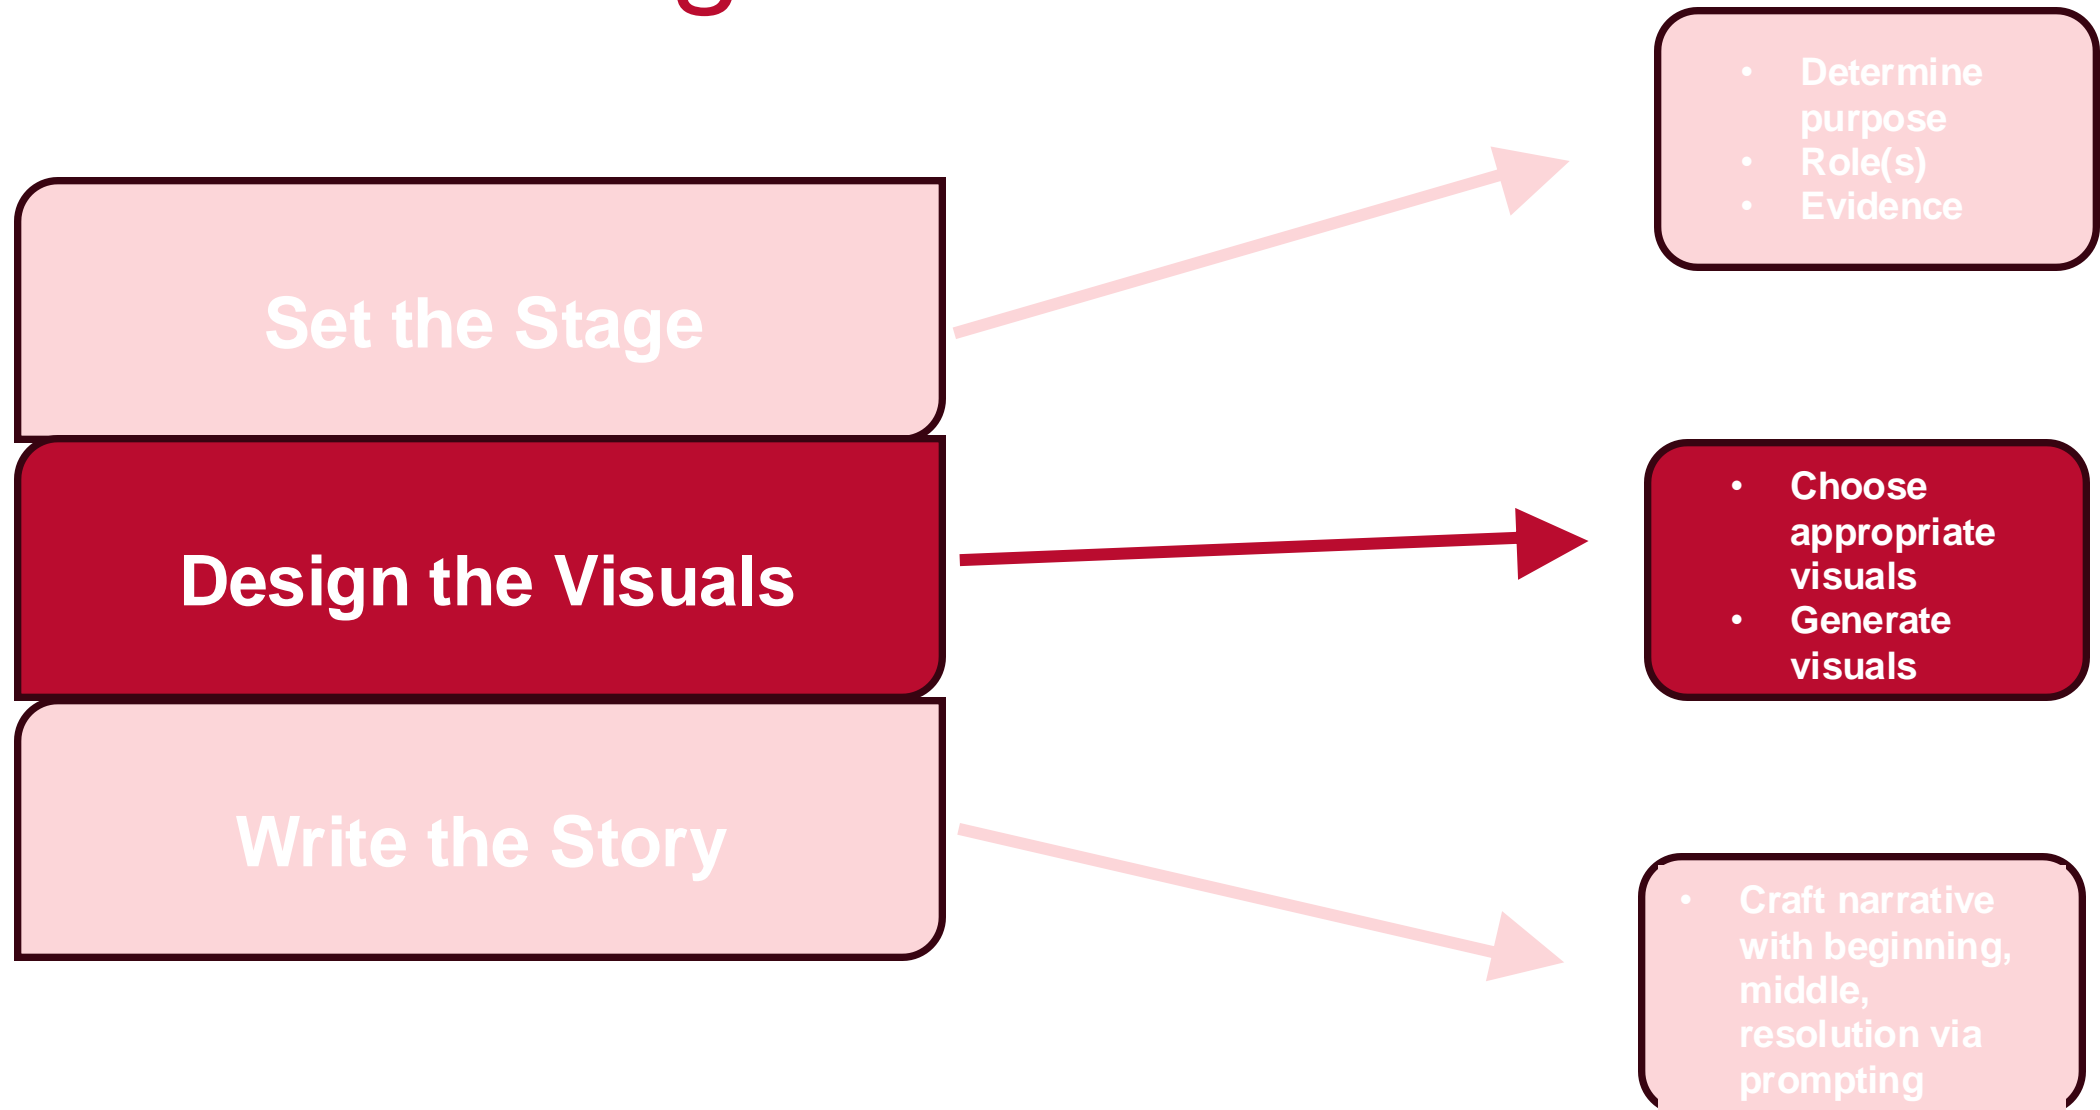 Set the Stage
Design the Visuals
Write the Story
• Determine
purpose
• Role(s)
• Evidence
• Choose
appropriate
visuals
• Generate
visuals
• Craft narrative
with beginning,
middle,
resolution via
prompting